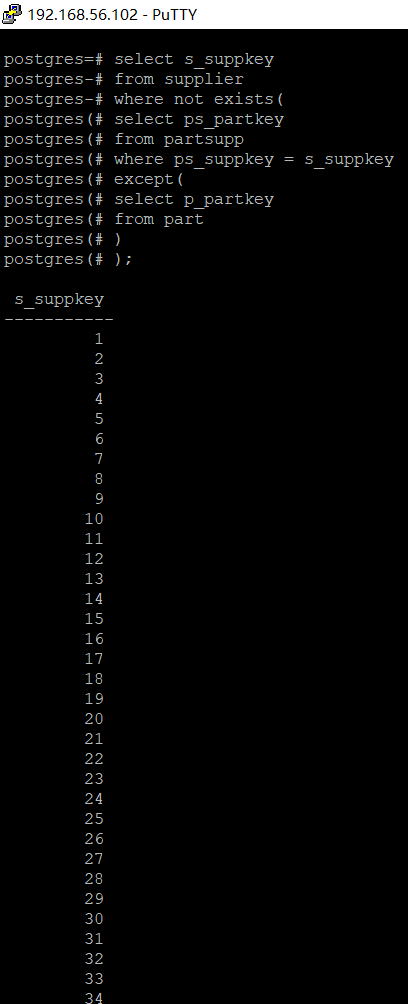 192.168.56.102 - PuTTY
postgres=# select s_suppkey
postgres-# from supplier
postgres-# where not exists(
postgres(# select ps_partkey
postgres(# from partsupp
postgres(# where ps_suppkey = s_suppkey
postgres(# except(
postgres(# select p_partkey
postgres(# from part
postgres(# )
postgres(# );
s_suppkey
-----------
1
2
3
4
5
6
7
8
9
10
11
12
13
14
15
16
17
18
19
20
21
22
23
24
25
26
27
28
29
30
31
32
33
34